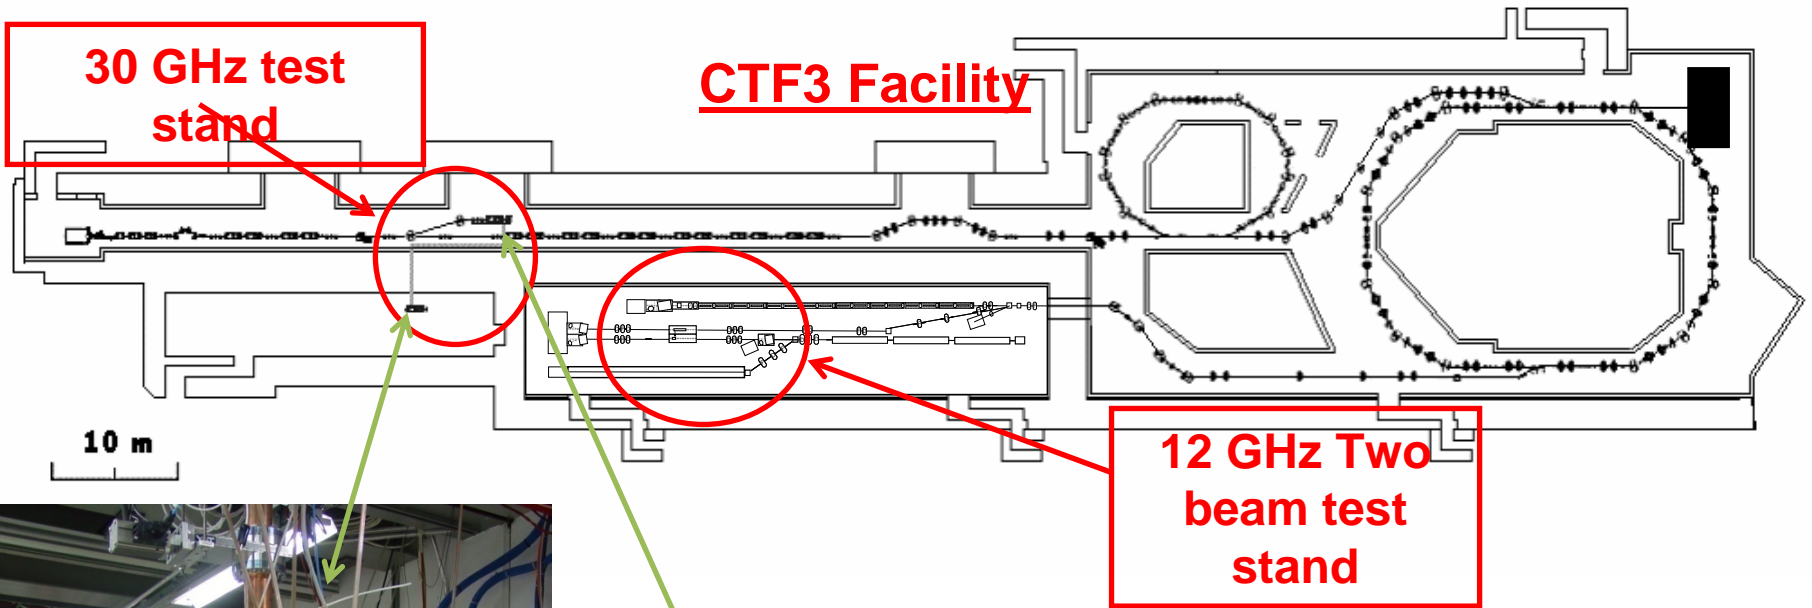 30 GHz test
stand
CTF3 Facility
10 m
12 GHz Two
beam test
stand